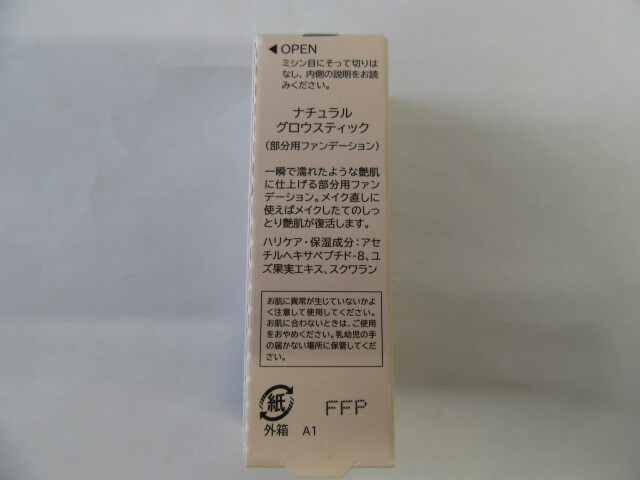 ◀ OPEN
ミシン目にそって切りは
なし、内側の説明をお読
みください。
ナチュラル
グロウスティック
(部分用ファンデーション)
一瞬で濡れたような艶肌
に仕上げる部分用ファン
デーション。メイク直しに
使えばメイクしたてのしっ
とり艶肌が復活します。
ハリケア・保湿成分:アセ
チルヘキサペプチド-8、ユ
ズ果実エキス、スクワラン
お肌に異常が生じていないかよ
く注意して使用してください。
お肌に合わないときは、ご使用
をおやめください。乳幼児の手
の届かない場所に保管してくだ
さい。
紙
FFP
外箱 A1